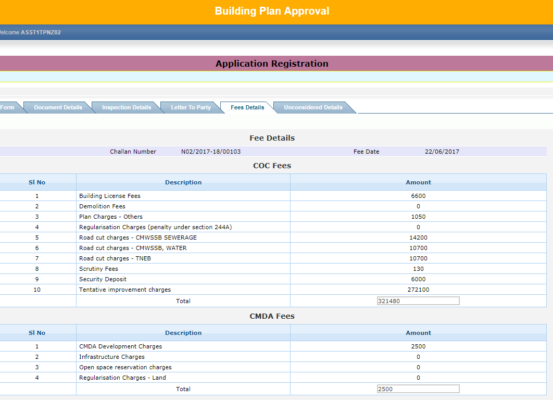 Building Plan Approval
Welcome ASSTYTPNZ02
Application Registration
Form Document Details Inspection Details Letter To Party Fees Details Unconsidered Details
Fee Details
Challan Number N02/2017-18/00103 Fee Date 22/06/2017
COC Fees
Sl No Description Amount
1 Building License Fees 6600
2 Demolition Fees 0
3 Plan Charges - Others 1050
4 Regularisation Charges (penalty under section 244A) 0
5 Road cut charges - CMWSSB SEWERAGE 14200
6 Road cut charges - CMWSSB, WATER 10700
7 Road cut charges - TNEB 10700
8 Scrutiny Fees 130
9 Security Deposit 6000
10 Tentative improvement charges 272100
Total 321480
CMDA Fees
Sl No Description Amount
1 CMDA Development Charges 2500
2 Infrastructure Charges 0
3 Open space reservation charges 0
4 Regularisation Charges - Land 0
Total 2500